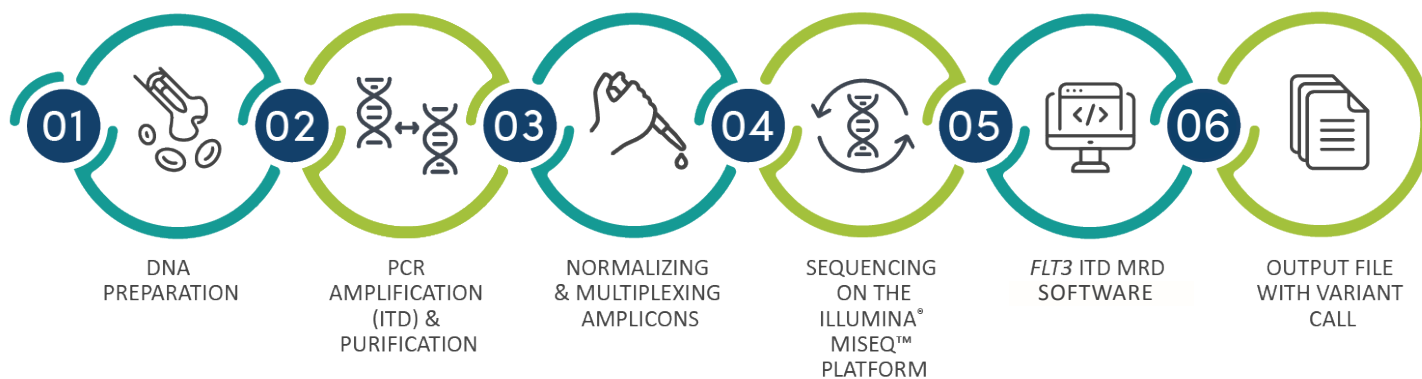 01
02
03
04
05
06
</>
DNA
PREPARATION
PCR
AMPLIFICATION
(ITD) &
PURIFICATION
NORMALIZING
& MULTIPLEXING
AMPLICONS
SEQUENCING
ON THE
ILLUMINA®
MISEQ™
PLATFORM
FLT3 ITD MRD
SOFTWARE
OUTPUT FILE
WITH VARIANT
CALL